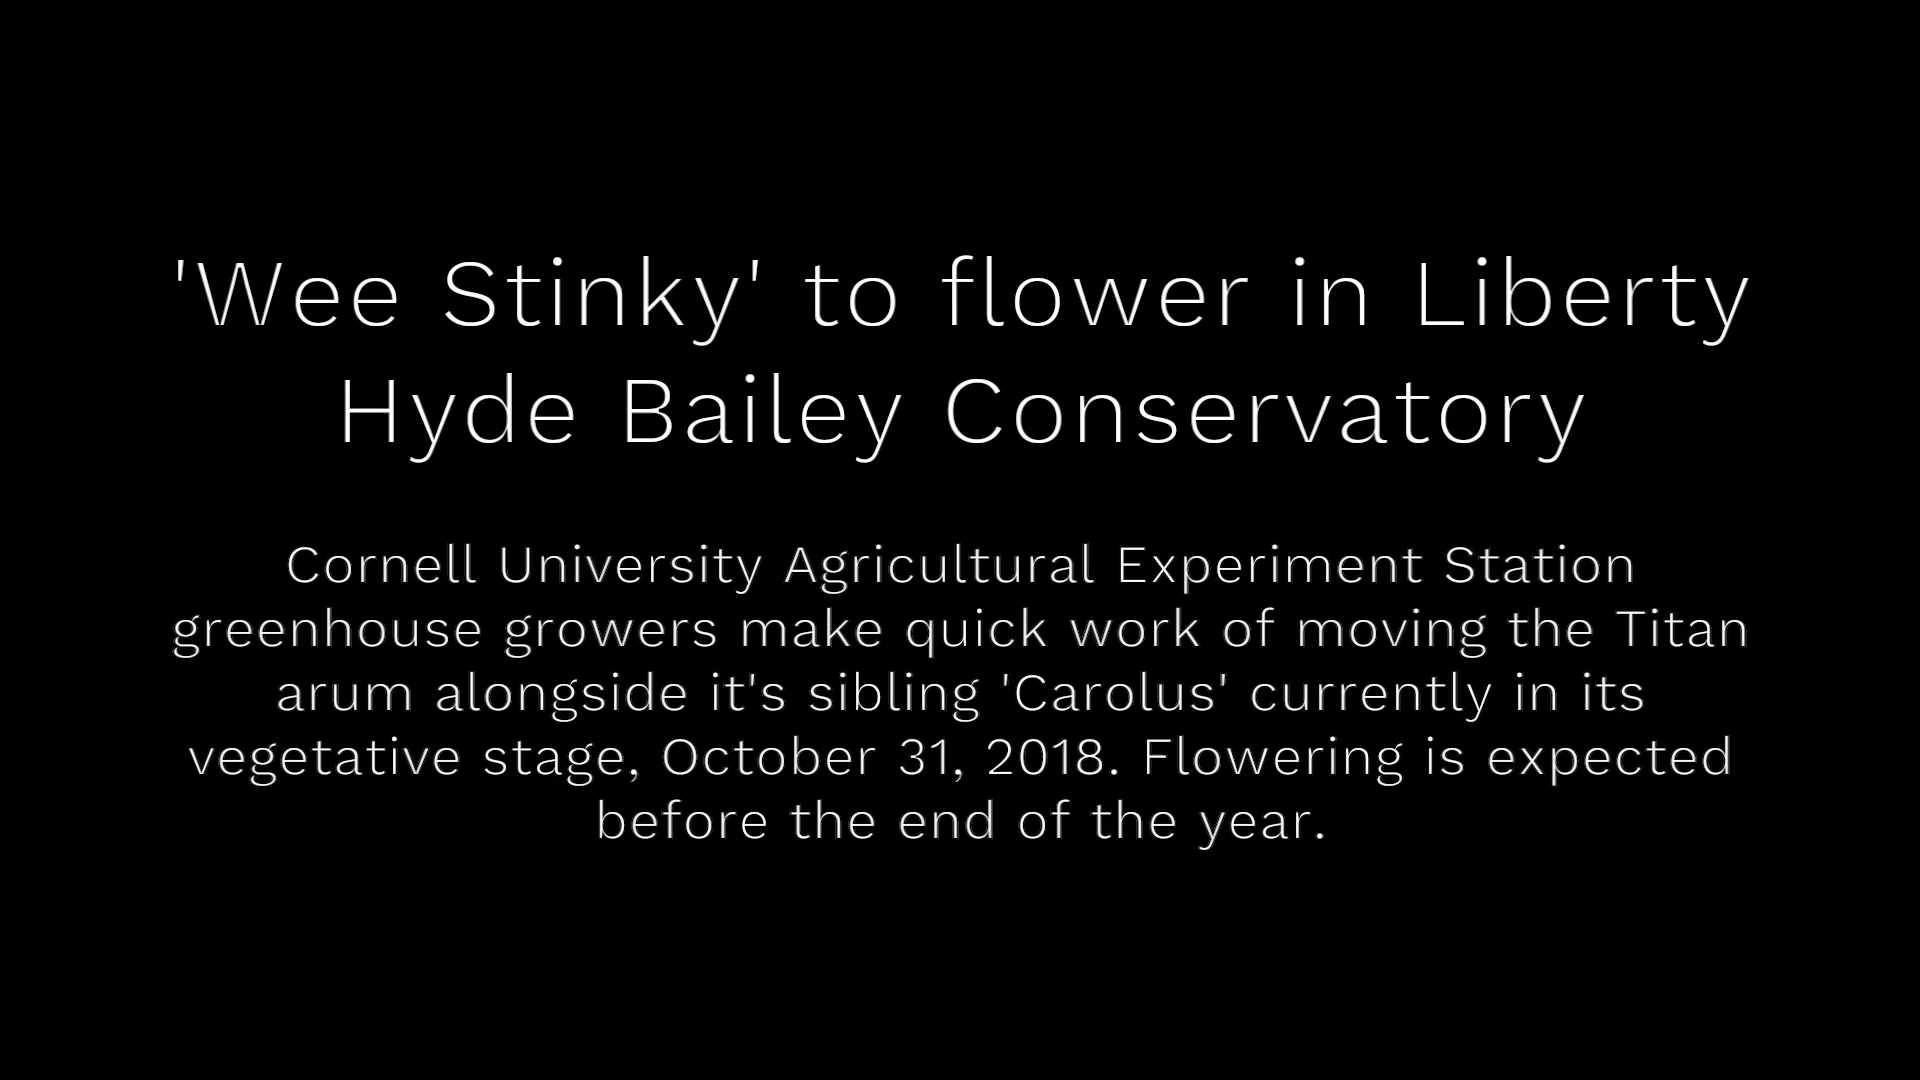 'Wee Stinky' to flower in Liberty
Hyde Bailey Conservatory
Cornell University Agricultural Experiment Station
greenhouse growers make quick work of moving the Titan
arum alongside it's sibling 'Carolus' currently in its
vegetative stage, October 31, 2018. Flowering is expected
before the end of the year.